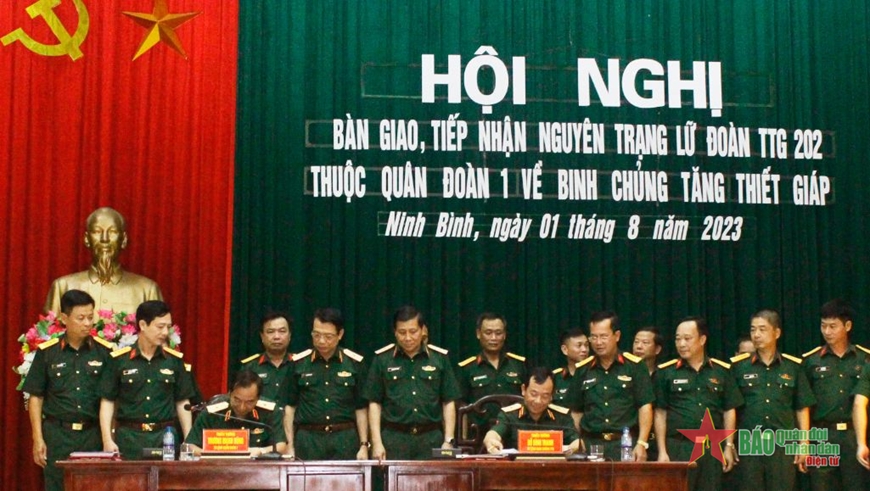 HỘI NGHỊ
BÀN GIAO, TIẾP NHẬN NGUYÊN TRẠNG LỮ ĐOÀN TTG 202
THUỘC QUÂN ĐOÀN 1 VỀ BINH CHỦNG TĂNG THIẾT GIÁP
Ninh Bình, ngày 01 tháng 8 năm 2023
BÁO quân đội
nhân dân
Điện tử